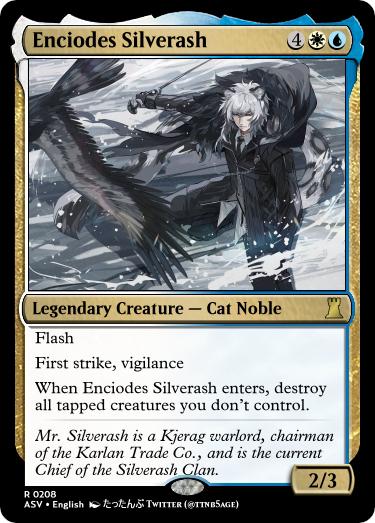 Enciodes Silverash 4
Legendary Creature — Cat Noble
Flash
First strike, vigilance
When Enciodes Silverash enters, destroy
all tapped creatures you don't control.
Mr. Silverash is a Kjerag warlord, chairman
of the Karlan Trade Co., and is the current
Chief of the Silverash Clan.
2/3
R 0208
ASV • English たったんぶ Twitter (@ttnb5age)